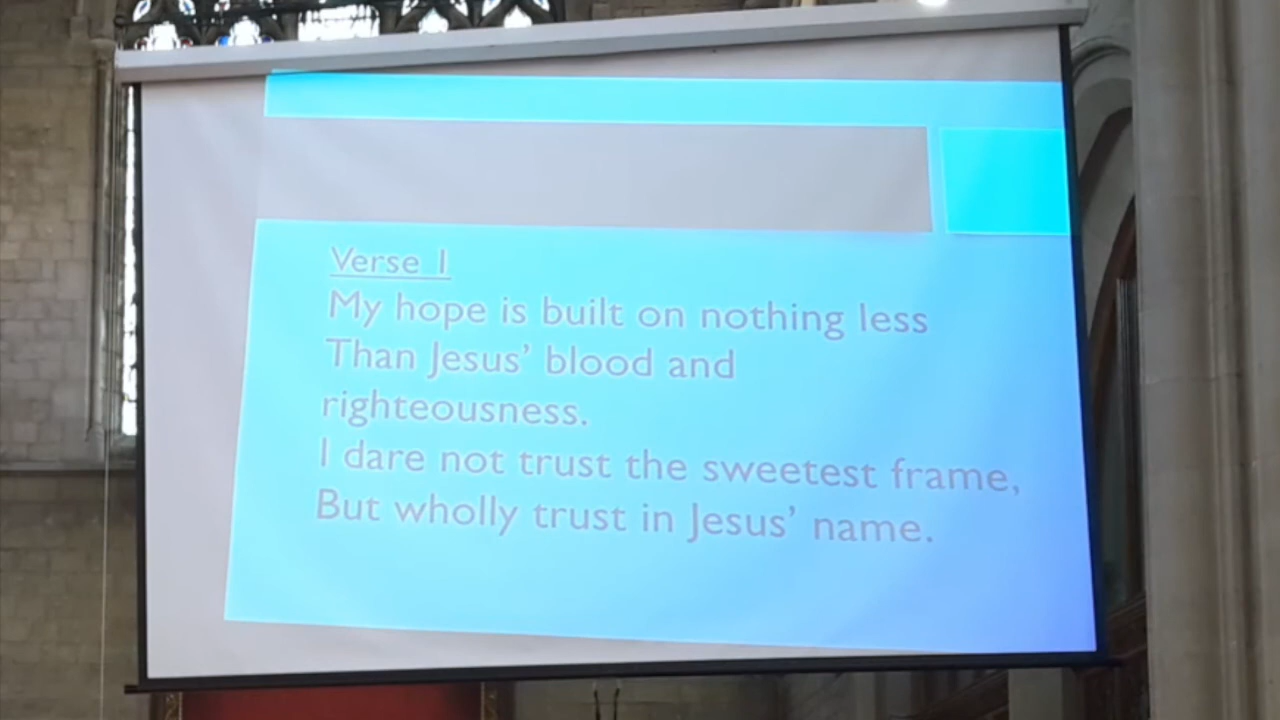 Verse 1
My hope is built on nothing less
Than Jesus’ blood and
righteousness.
I dare not trust the sweetest frame,
But wholly trust in Jesus’ name.